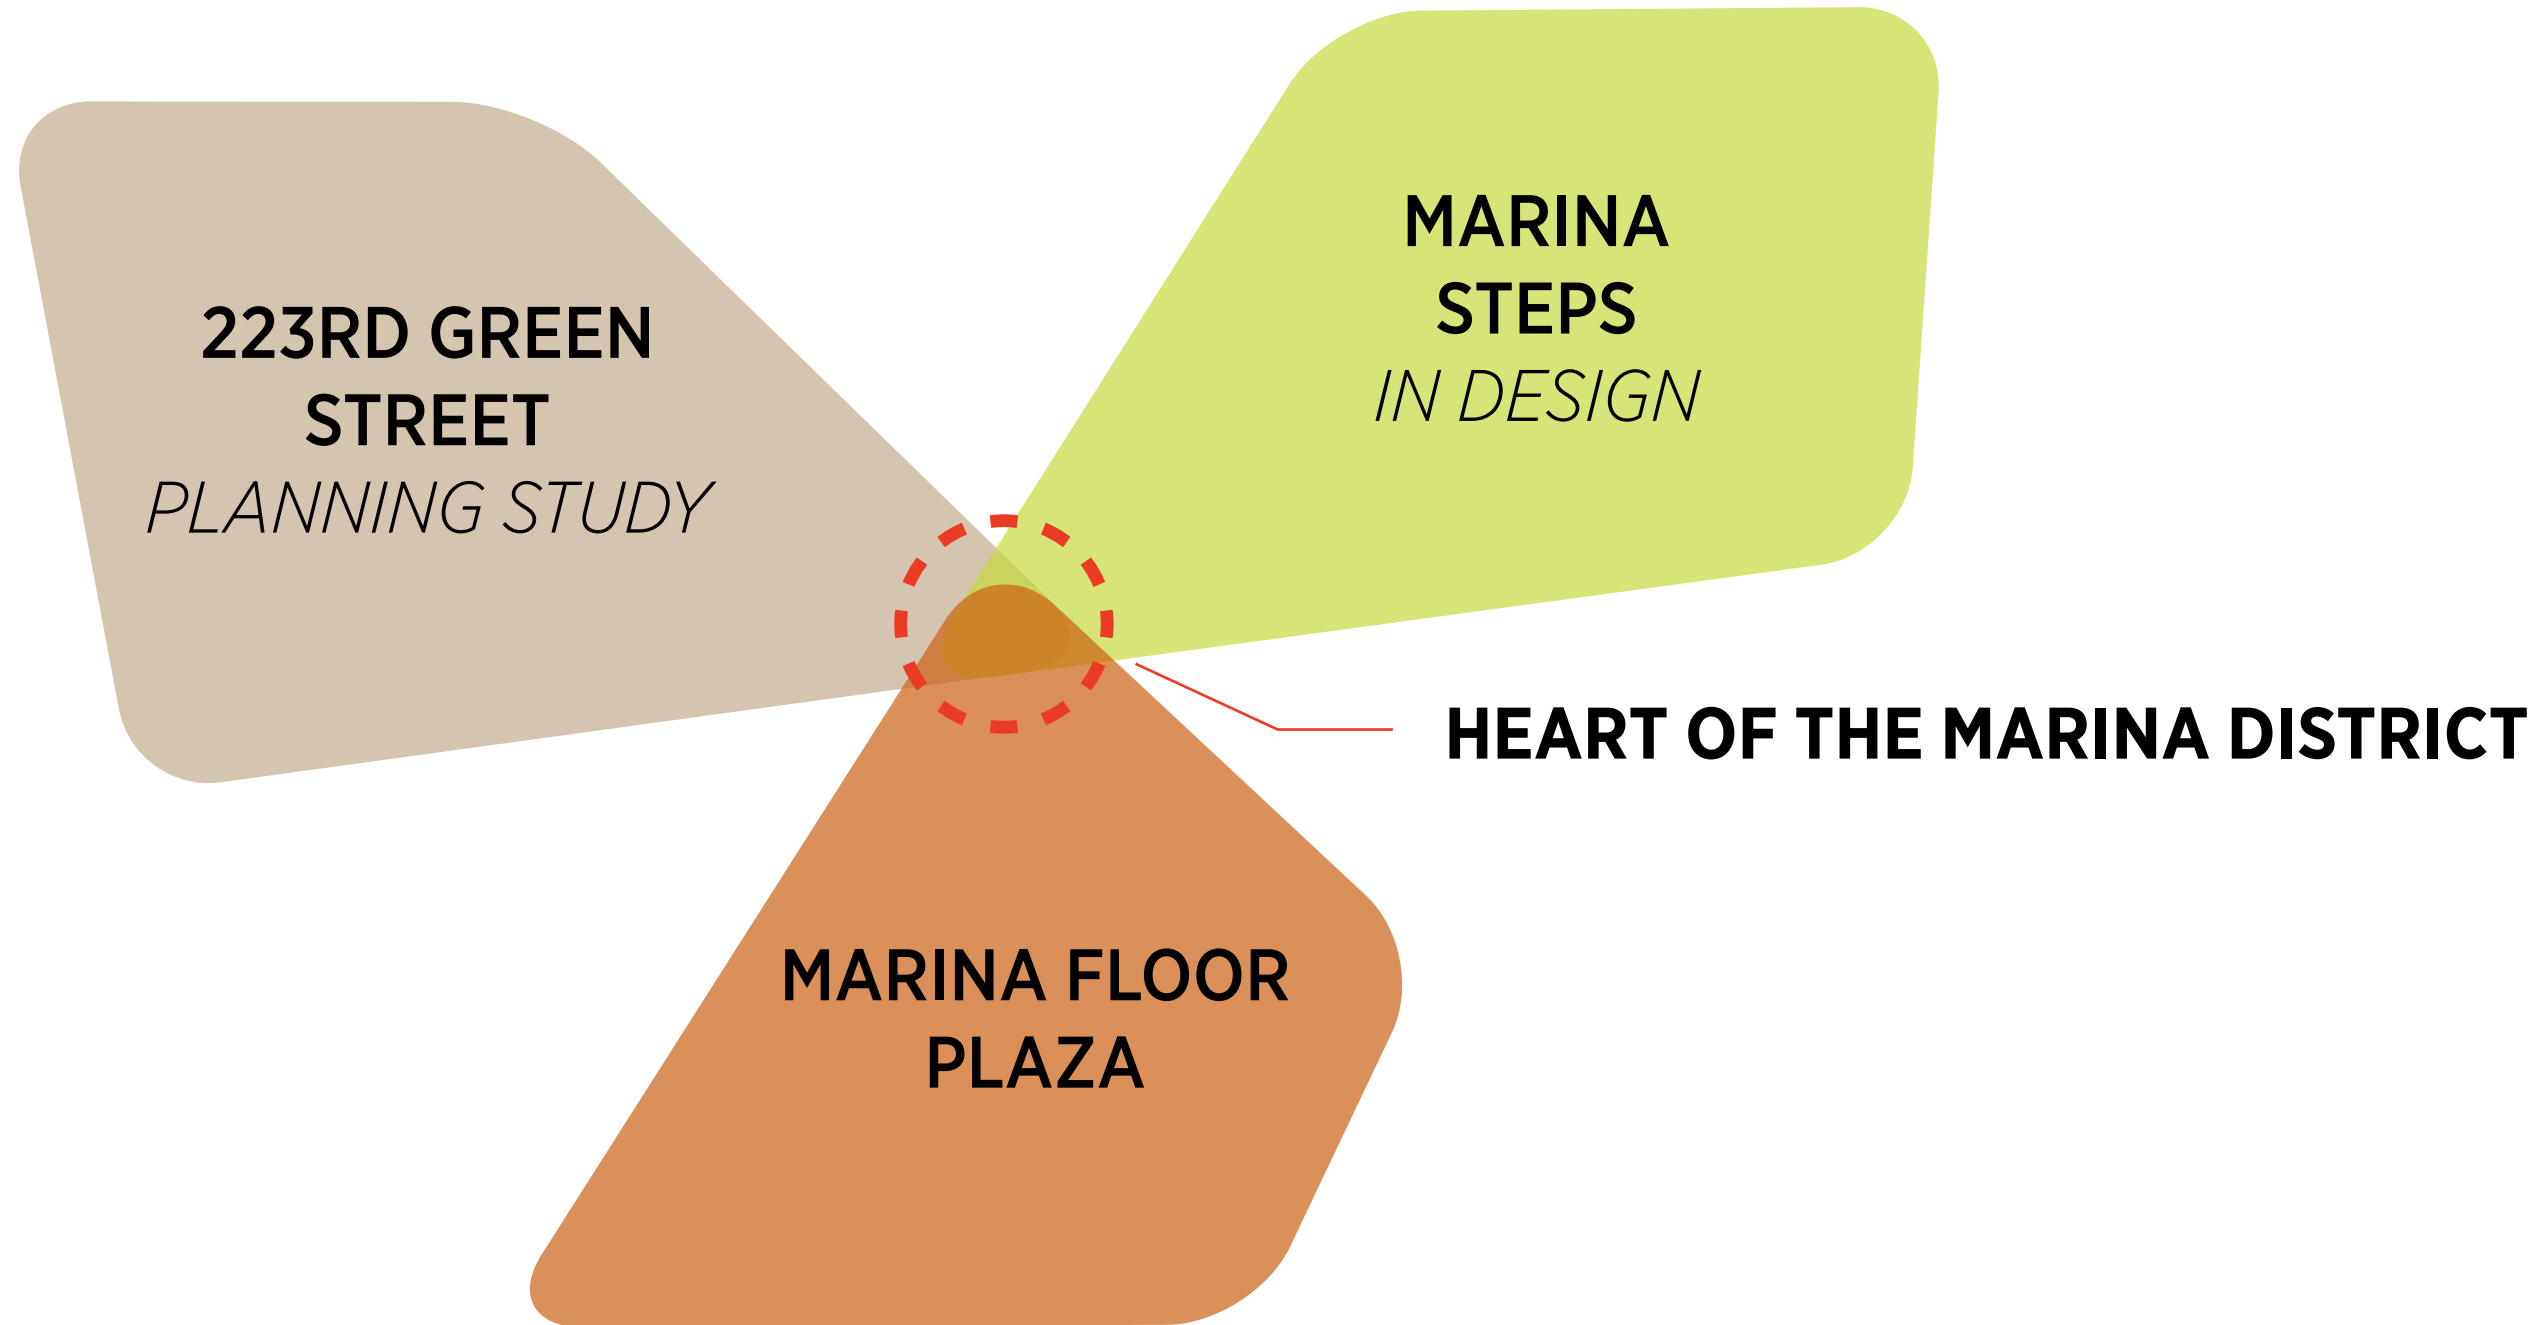 223RD GREEN
STREET
PLANNING STUDY
MARINA
STEPS
IN DESIGN
HEART OF THE MARINA DISTRICT
MARINA FLOOR
PLAZA